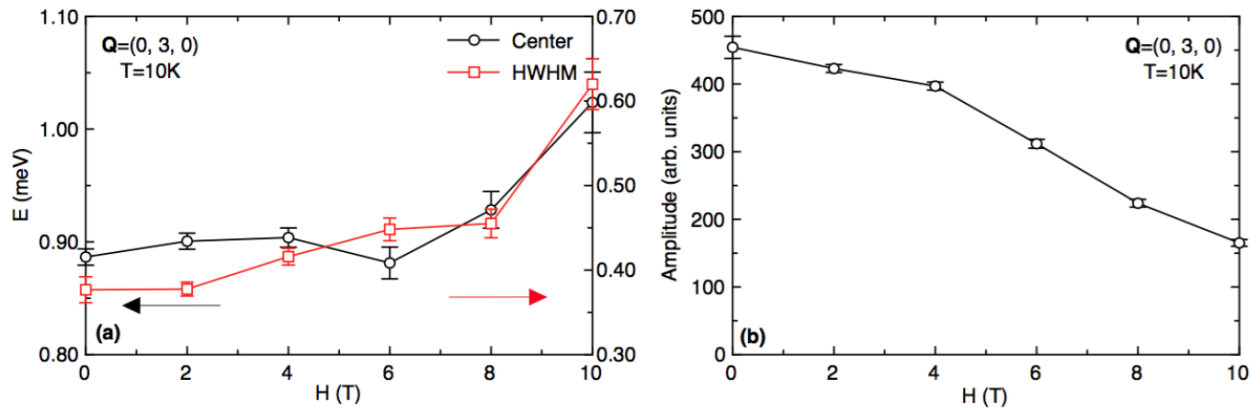 1.10
1.00
0.90
0.80
E (meV)
Q=(0, 3, 0)
T=10K
Center
HWHM
0.70
0.60
0.50
0.40
0.30
(a)
0 2 4 6 8 10
H (T)
500
400
300
200
100
0
Amplitude (arb. units)
Q=(0, 3, 0)
T=10K
(b)
0 2 4 6 8 10
H (T)